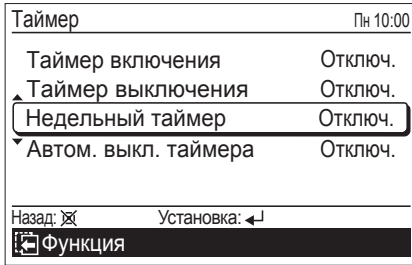 Таймер Пн 10:00
Таймер включения Отключ.
Таймер выключения Отключ.
Недельный таймер Отключ.
Автом. выкл. таймера Отключ.
Назад: Установка:
Функция